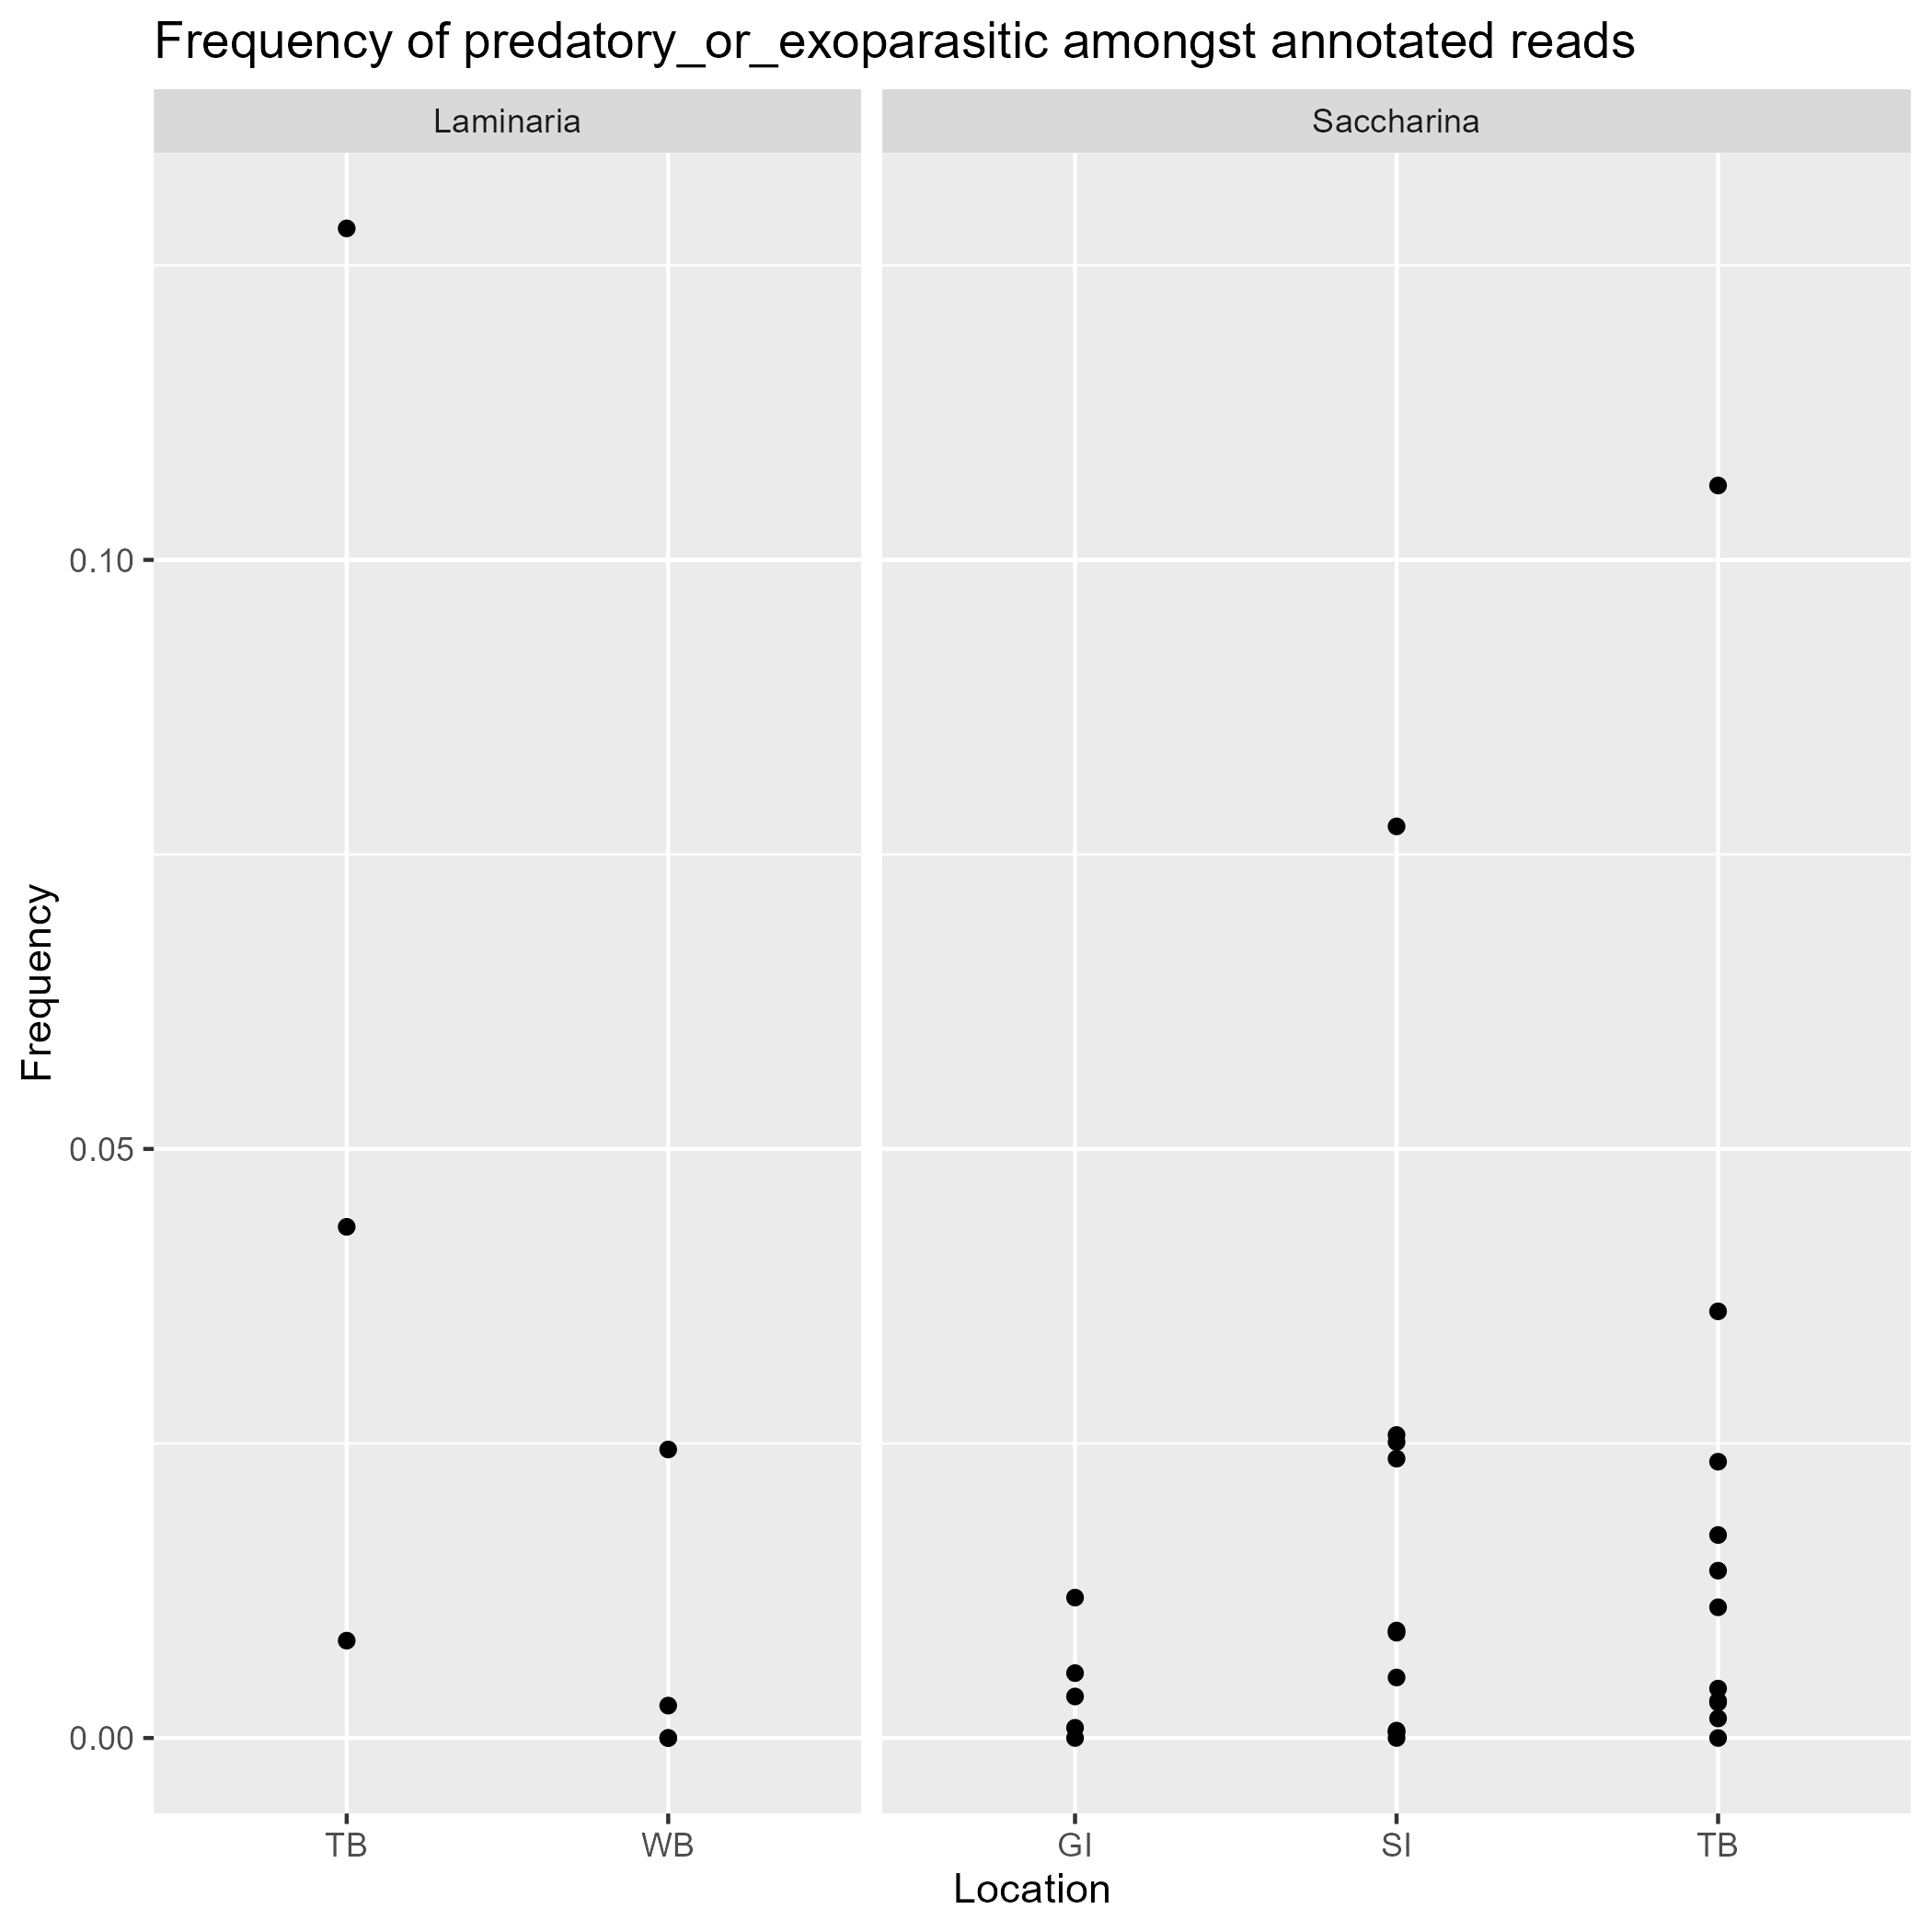 Frequency of predatory_or_exoparasitic amongst annotated reads
Laminaria
Saccharina
Frequency
0.10
0.05
0.00
TB
WB
GI
SI
TB
Location